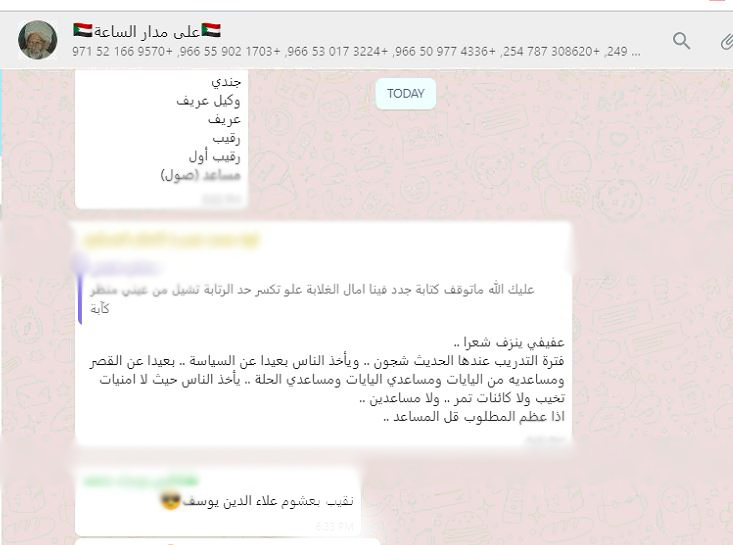 🇸🇩على مدار الساعة🇸🇩
971 52 166 9570+ ,966 55 902 1703+ ,966 53 017 3224+ ,966 50 977 4336+ ,254 787 308620+ ,249 ...
TODAY
جندي
وكيل عريف
عريف
رقيب
رقيب أول
مساعد (صول)
عليك الله ماتوقف كتابة جدد فينا امال الغلابة علو تكسر حد الرتابة تشيل من عيني منظر
كآبة
عفيفي ينزف شعرا ..
فترة التدريب عندها الحديث شجون .. ويأخذ الناس بعيدا عن السياسة .. بعيدا عن القصر
ومساعديه من اليايات ومساعدي اليايات ومساعدي الحلة .. يأخذ الناس حيث لا امنيات
تخيب ولا كائنات تمر .. ولا مساعدين ..
اذا عظم المطلوب قل المساعد ..
نقيب بعشوم علاء الدين يوسف😎